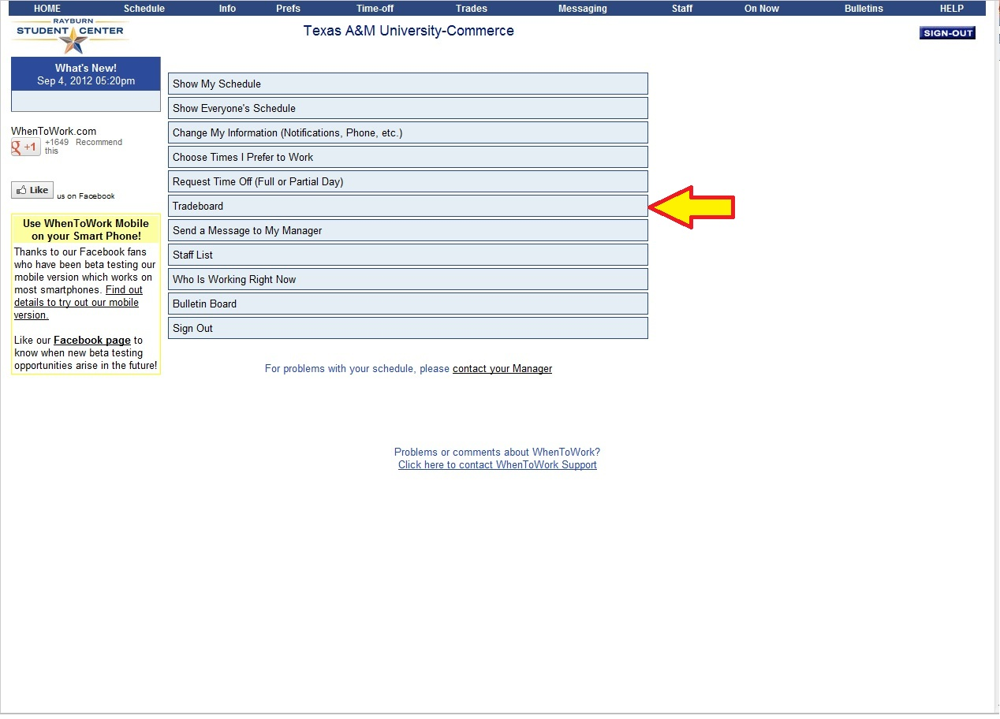 HOME Schedule Info Prefs Time-off Trades Messaging Staff On Now Bulletins HELP
RAYBURN
STUDENT CENTER
Texas A&M University-Commerce
SIGN-OUT
What's New!
Sep 4, 2012 05:20pm
WhenToWork.com
g +1 +1649 Recommend
this
Like us on Facebook
Use WhenToWork Mobile
on your Smart Phone!
Thanks to our Facebook fans
who have been beta testing our
mobile version which works on
most smartphones. Find out
details to try out our mobile
version.
Like our Facebook page to
know when new beta testing
opportunities arise in the future!
Show My Schedule
Show Everyone's Schedule
Change My Information (Notifications, Phone, etc.)
Choose Times I Prefer to Work
Request Time Off (Full or Partial Day)
Tradeboard
Send a Message to My Manager
Staff List
Who Is Working Right Now
Bulletin Board
Sign Out
For problems with your schedule, please contact your Manager
Problems or comments about WhenToWork?
Click here to contact WhenToWork Support